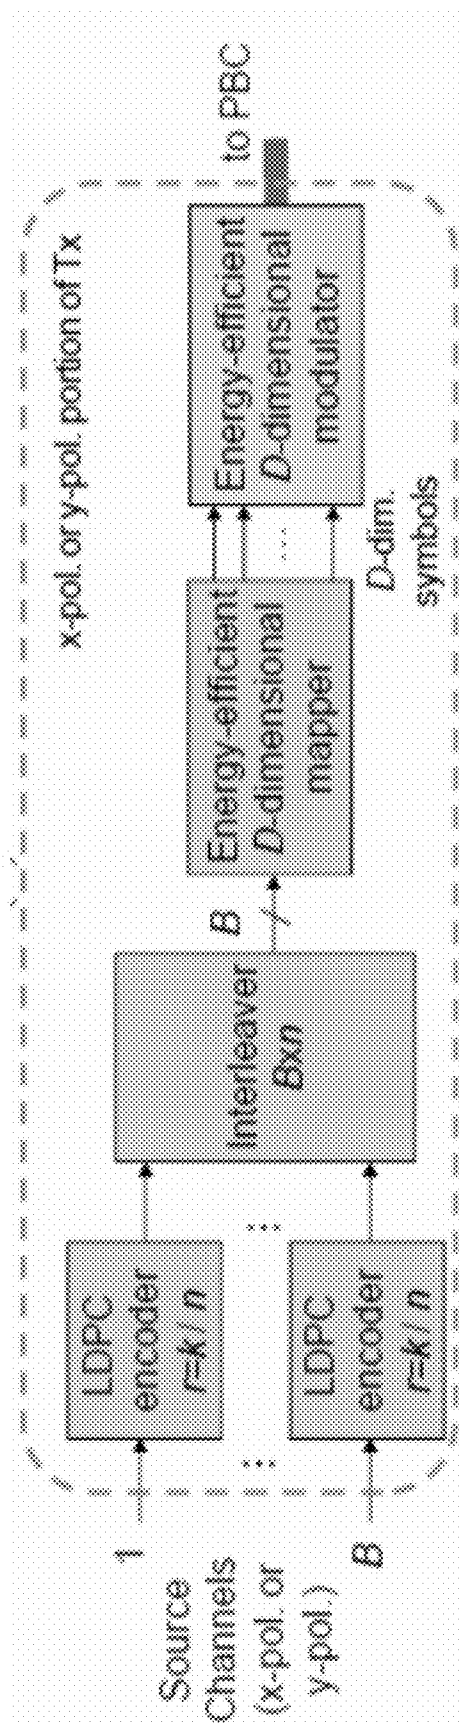 x-pol. or y-pol. portion of Tx
Source
Channels
(x-pol. or
y-pol.)
1
B
...
LDPC
encoder
r=k / n
LDPC
encoder
r=k / n
...
Interleaver
Bxn
B
Energy-efficient
D-dimensional
mapper
...
D-dim.
symbols
Energy-efficient
D-dimensional
modulator
to PBC